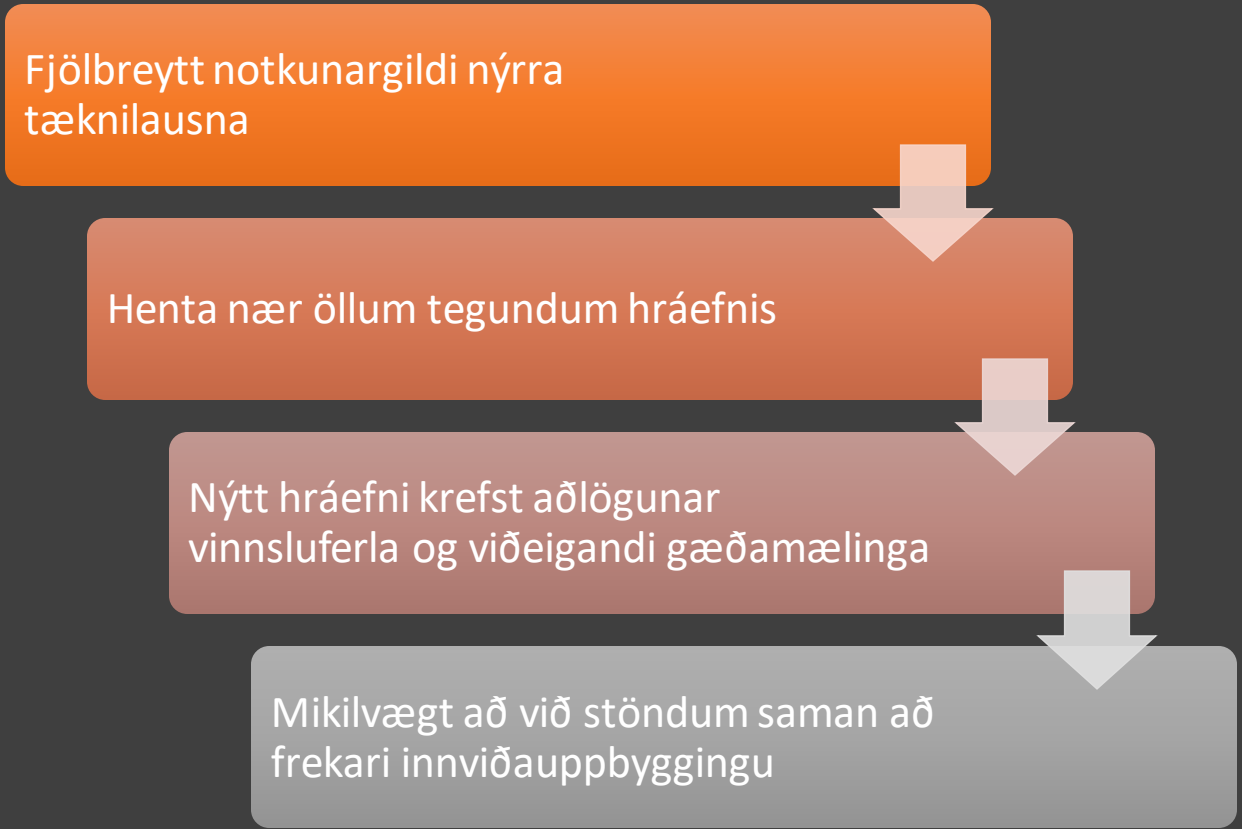 Fjölbreytt notkunargildi nýrra
tæknilausna
Henta nær öllum tegundum hráefnis
Nýtt hráefni krefst aðlögunar
vinnsluferla og viðeigandi gæðamælinga
Mikilvægt að við stöndum saman að
frekari innviðauppbyggingu